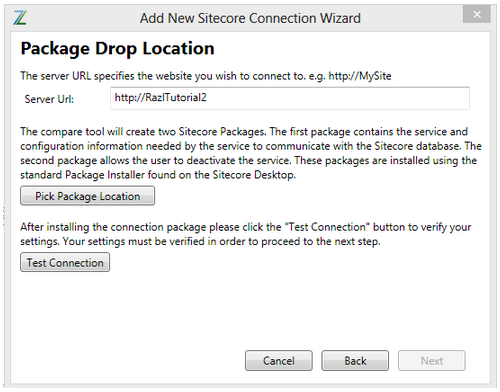 Add New Sitecore Connection Wizard
Package Drop Location
The server URL specifies the website you wish to connect to. e.g. http://MySite
Server Url: http://RazlTutorial2
The compare tool will create two Sitecore Packages. The first package contains the service and
configuration information needed by the service to communicate with the Sitecore database. The
second package allows the user to deactivate the service. These packages are installed using the
standard Package Installer found on the Sitecore Desktop.
Pick Package Location
After installing the connection package please click the "Test Connection" button to verify your
settings. Your settings must be verified in order to proceed to the next step.
Test Connection
Cancel Back Next